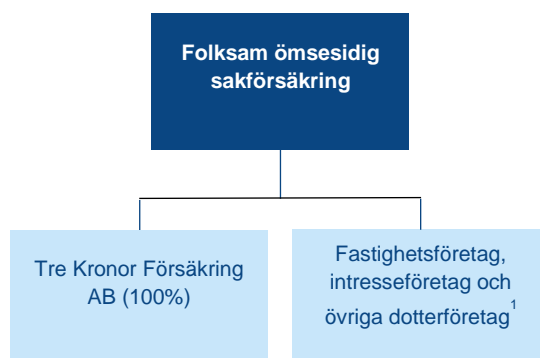 Folksam ömsesidig
sakförsäkring
Tre Kronor Försäkring
AB (100%)
Fastighetsföretag,
intresseföretag och
övriga dotterföretag¹